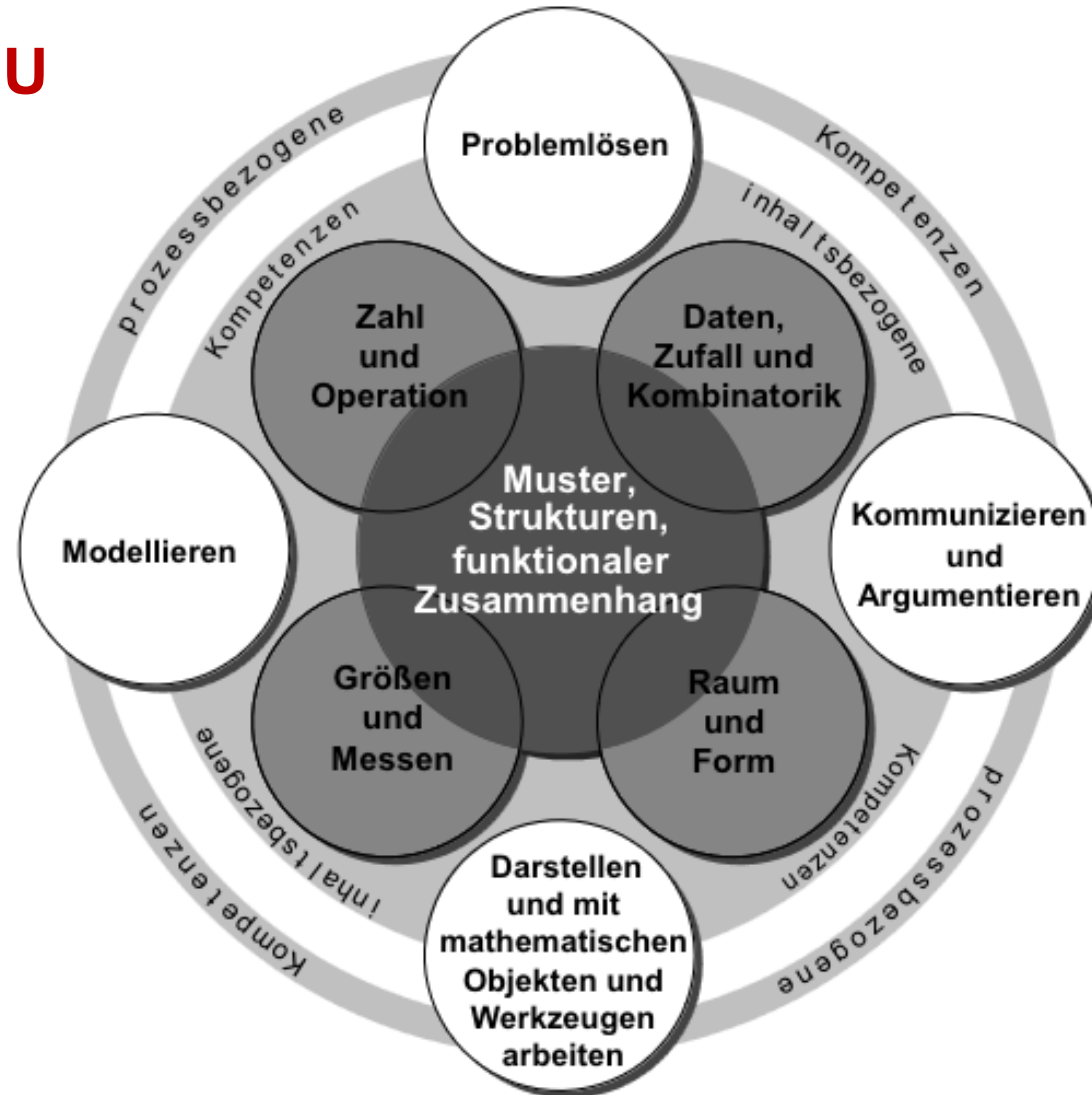 U
prozessbezogene
Kompetenzen
Problemlösen
Kompetenzen
inhaltsbezogene
Zahl
und
Operation
Daten,
Zufall und
Kombinatorik
Muster,
Strukturen,
funktionaler
Zusammenhang
Modellieren
Kommunizieren
und
Argumentieren
Größen
und
Messen
Raum
und
Form
inhaltsbezogene
Kompetenzen
Kompetenzen
prozessbezogene
Darstellen
und mit
mathematischen
Objekten und
Werkzeugen
arbeiten